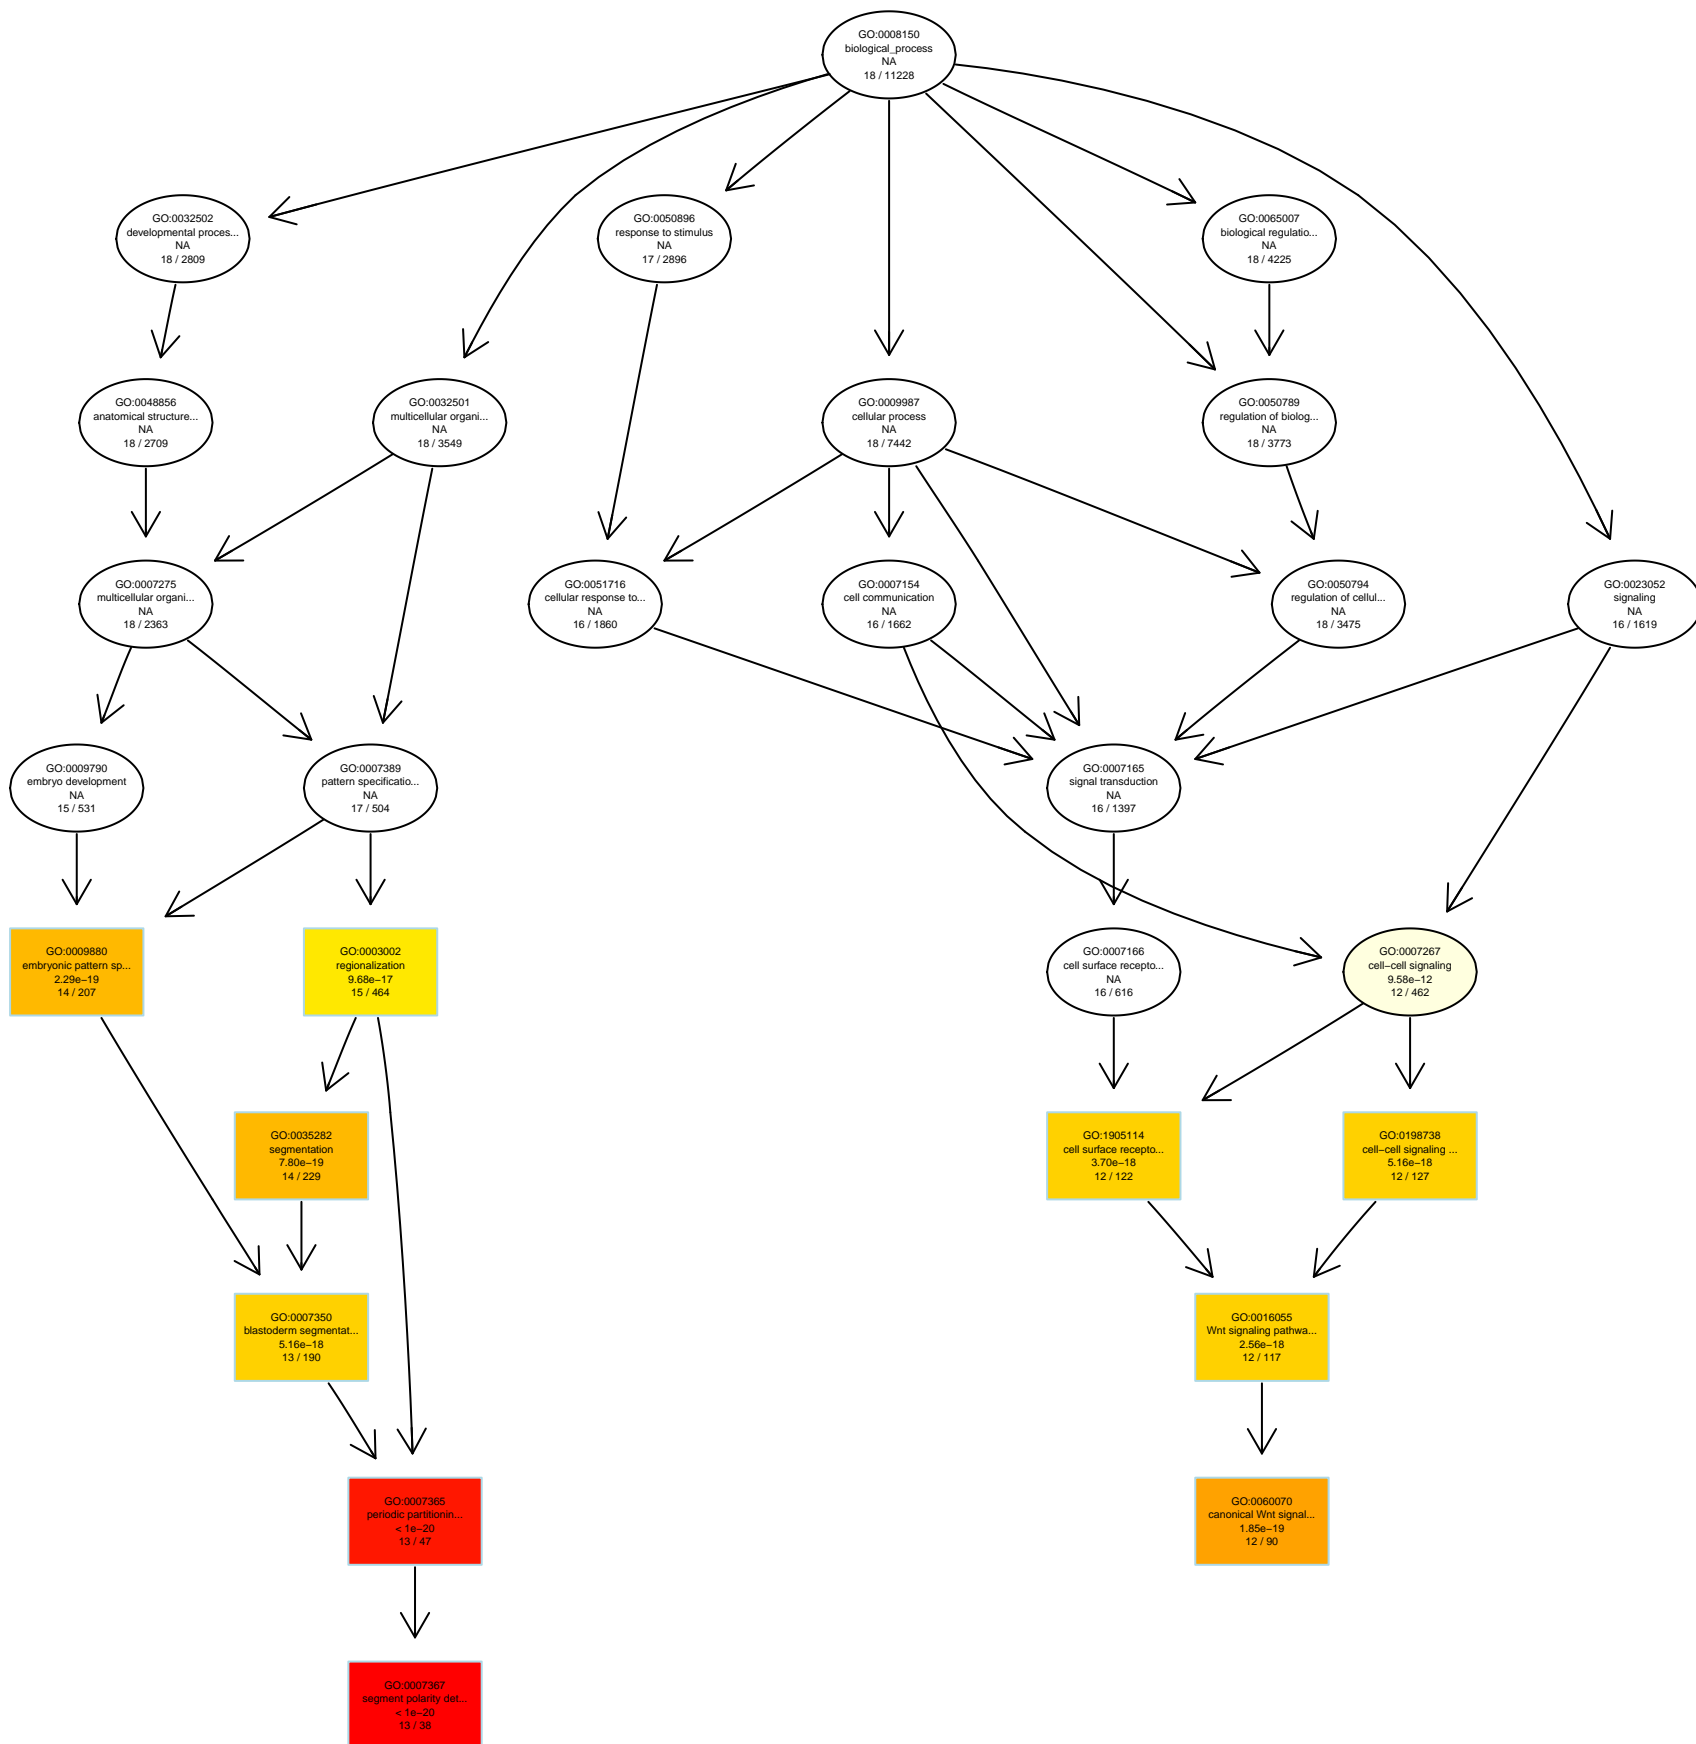 GO:0008150
biological_process
NA
18 / 11228
GO:0032502
developmental proces...
NA
18 / 2809
GO:0050896
response to stimulus
NA
17 / 2896
GO:0065007
biological regulatio...
NA
18 / 4225
GO:0048856
anatomical structure...
NA
18 / 2709
GO:0032501
multicellular organi...
NA
18 / 3549
GO:0009987
cellular process
NA
18 / 7442
GO:0050789
regulation of biolog...
NA
18 / 3773
GO:0007275
multicellular organi...
NA
18 / 2363
GO:0051716
cellular response to...
NA
16 / 1860
GO:0007154
cell communication
NA
16 / 1662
GO:0050794
regulation of cellul...
NA
18 / 3475
GO:0023052
signaling
NA
16 / 1619
GO:0009790
embryo development
NA
15 / 531
GO:0007389
pattern specificatio...
NA
17 / 504
GO:0007165
signal transduction
NA
16 / 1397
GO:0009880
embryonic pattern sp...
2.29e−19
14 / 207
GO:0003002
regionalization
9.68e−17
15 / 464
GO:0007166
cell surface recepto...
NA
16 / 616
GO:0007267
cell−cell signaling
9.58e−12
12 / 462
GO:0035282
segmentation
7.80e−19
14 / 229
GO:1905114
cell surface recepto...
3.70e−18
12 / 122
GO:0198738
cell−cell signaling ...
5.16e−18
12 / 127
GO:0007350
blastoderm segmentat...
5.16e−18
13 / 190
GO:0016055
Wnt signaling pathwa...
2.56e−18
12 / 117
GO:0007365
periodic partitionin...
< 1e−20
13 / 47
GO:0060070
canonical Wnt signal...
1.85e−19
12 / 90
GO:0007367
segment polarity det...
< 1e−20
13 / 38